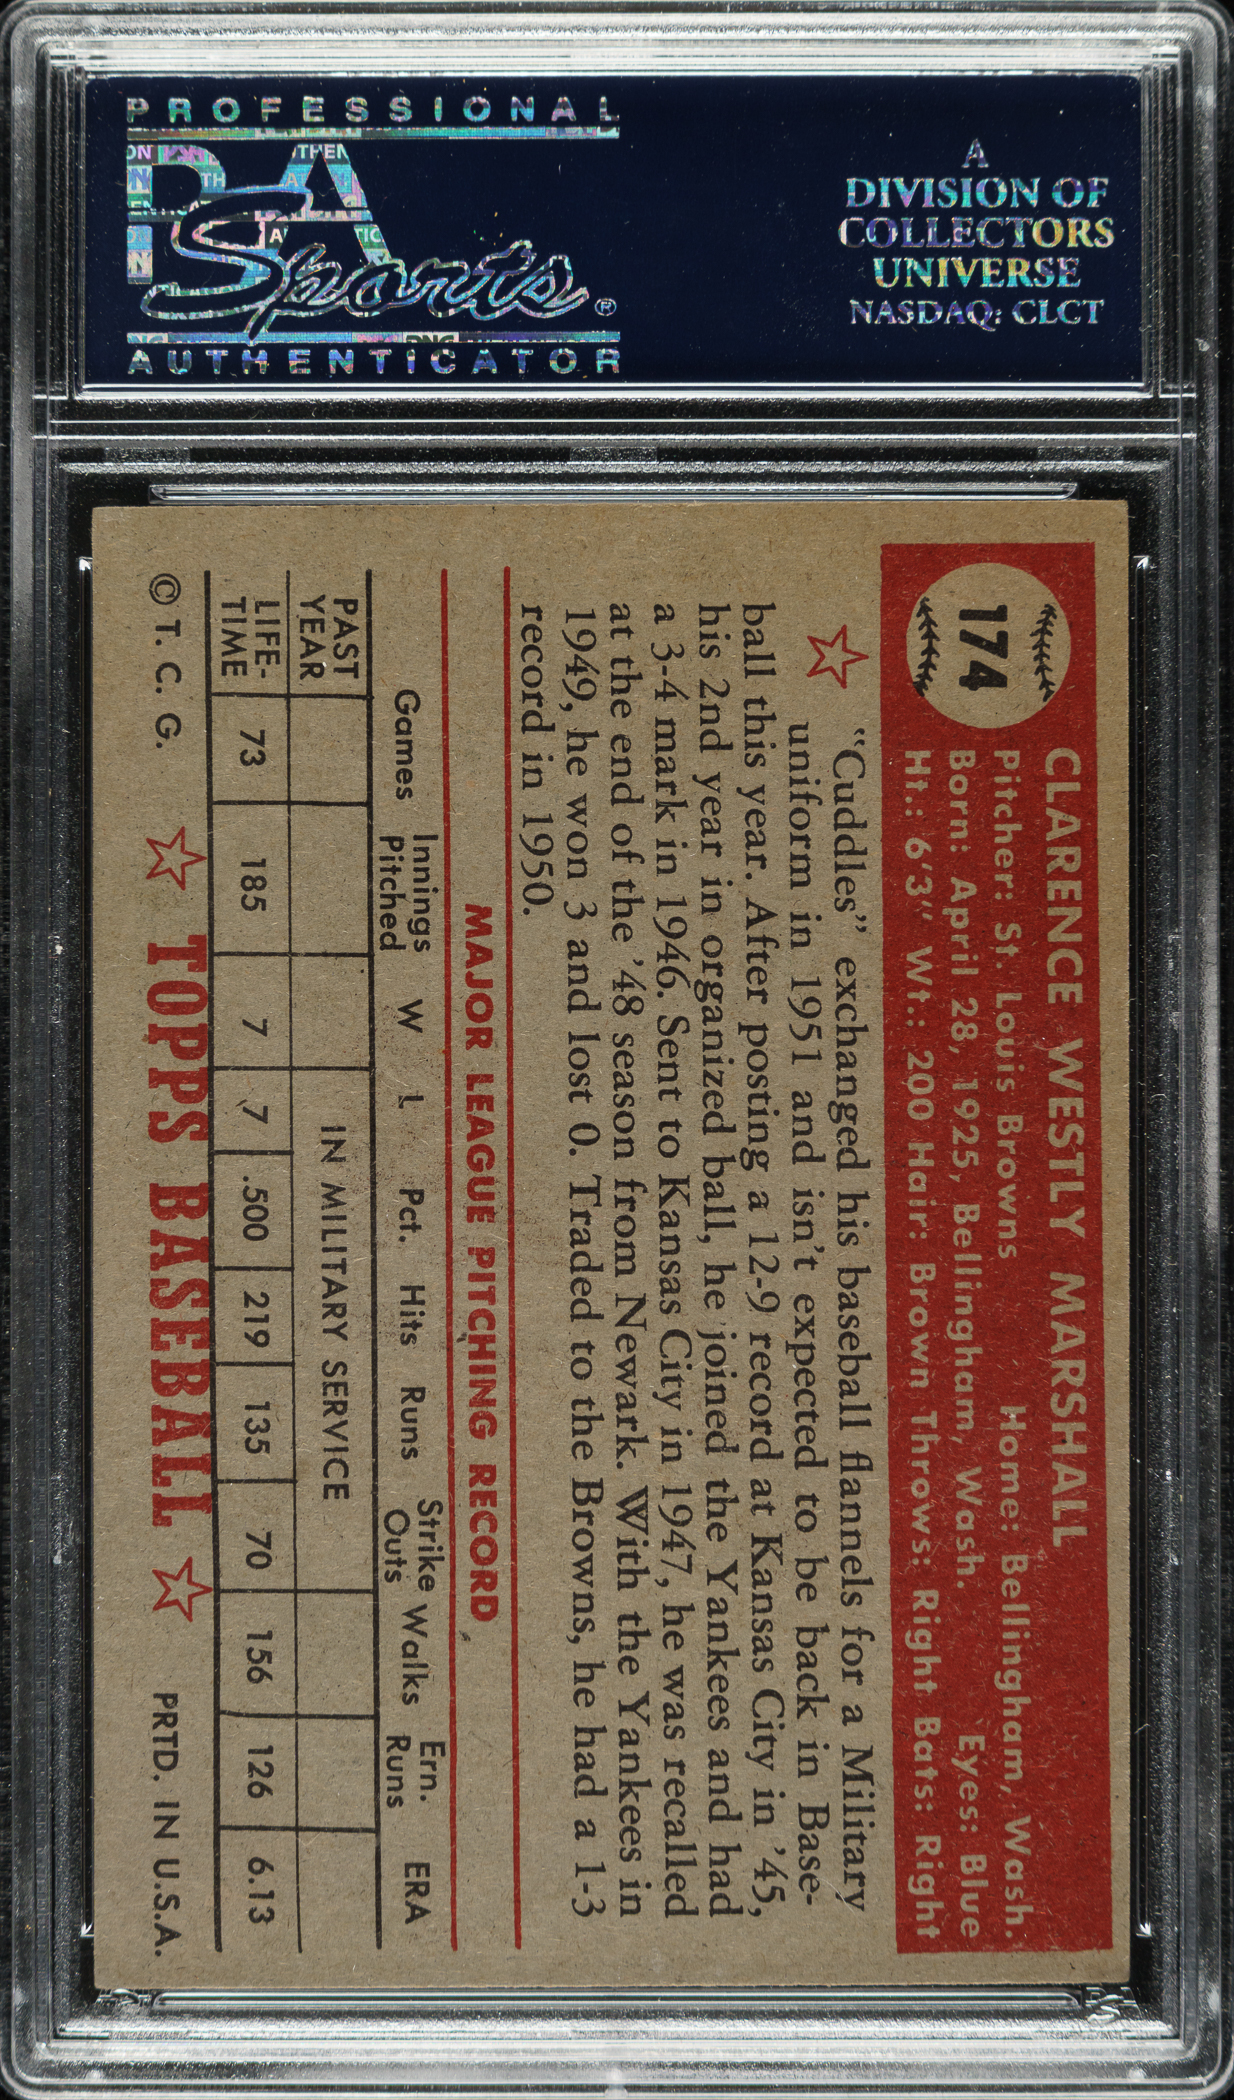 PROFESSIONAL
PSA
Sports®
AUTHENTICATOR
A
DIVISION OF
COLLECTORS
UNIVERSE
NASDAQ: CLCT
174
CLARENCE WESTLY MARSHALL
Pitcher: St. Louis Browns Home: Bellingham, Wash.
Born: April 28, 1925, Bellingham, Wash. Eyes: Blue
Ht.: 6'3" Wt.: 200 Hair: Brown Throws: Right Bats: Right
"Cuddles" exchanged his baseball flannels for a Military
uniform in 1951 and isn't expected to be back in Base-
ball this year. After posting a 12-9 record at Kansas City in '45,
his 2nd year in organized ball, he joined the Yankees and had
a 3-4 mark in 1946. Sent to Kansas City in 1947, he was recalled
at the end of the '48 season from Newark. With the Yankees in
1949, he won 3 and lost 0. Traded to the Browns, he had a 1-3
record in 1950.
MAJOR LEAGUE PITCHING RECORD
Games Innings Pitched W L Pct. Hits Runs Strike Outs Walks Ern. Runs ERA
PAST YEAR IN MILITARY SERVICE
LIFE-TIME 73 185 7 7 .500 219 135 70 156 126 6.13
© T. C. G. TOPPS BASEBALL PRTD. IN U.S.A.